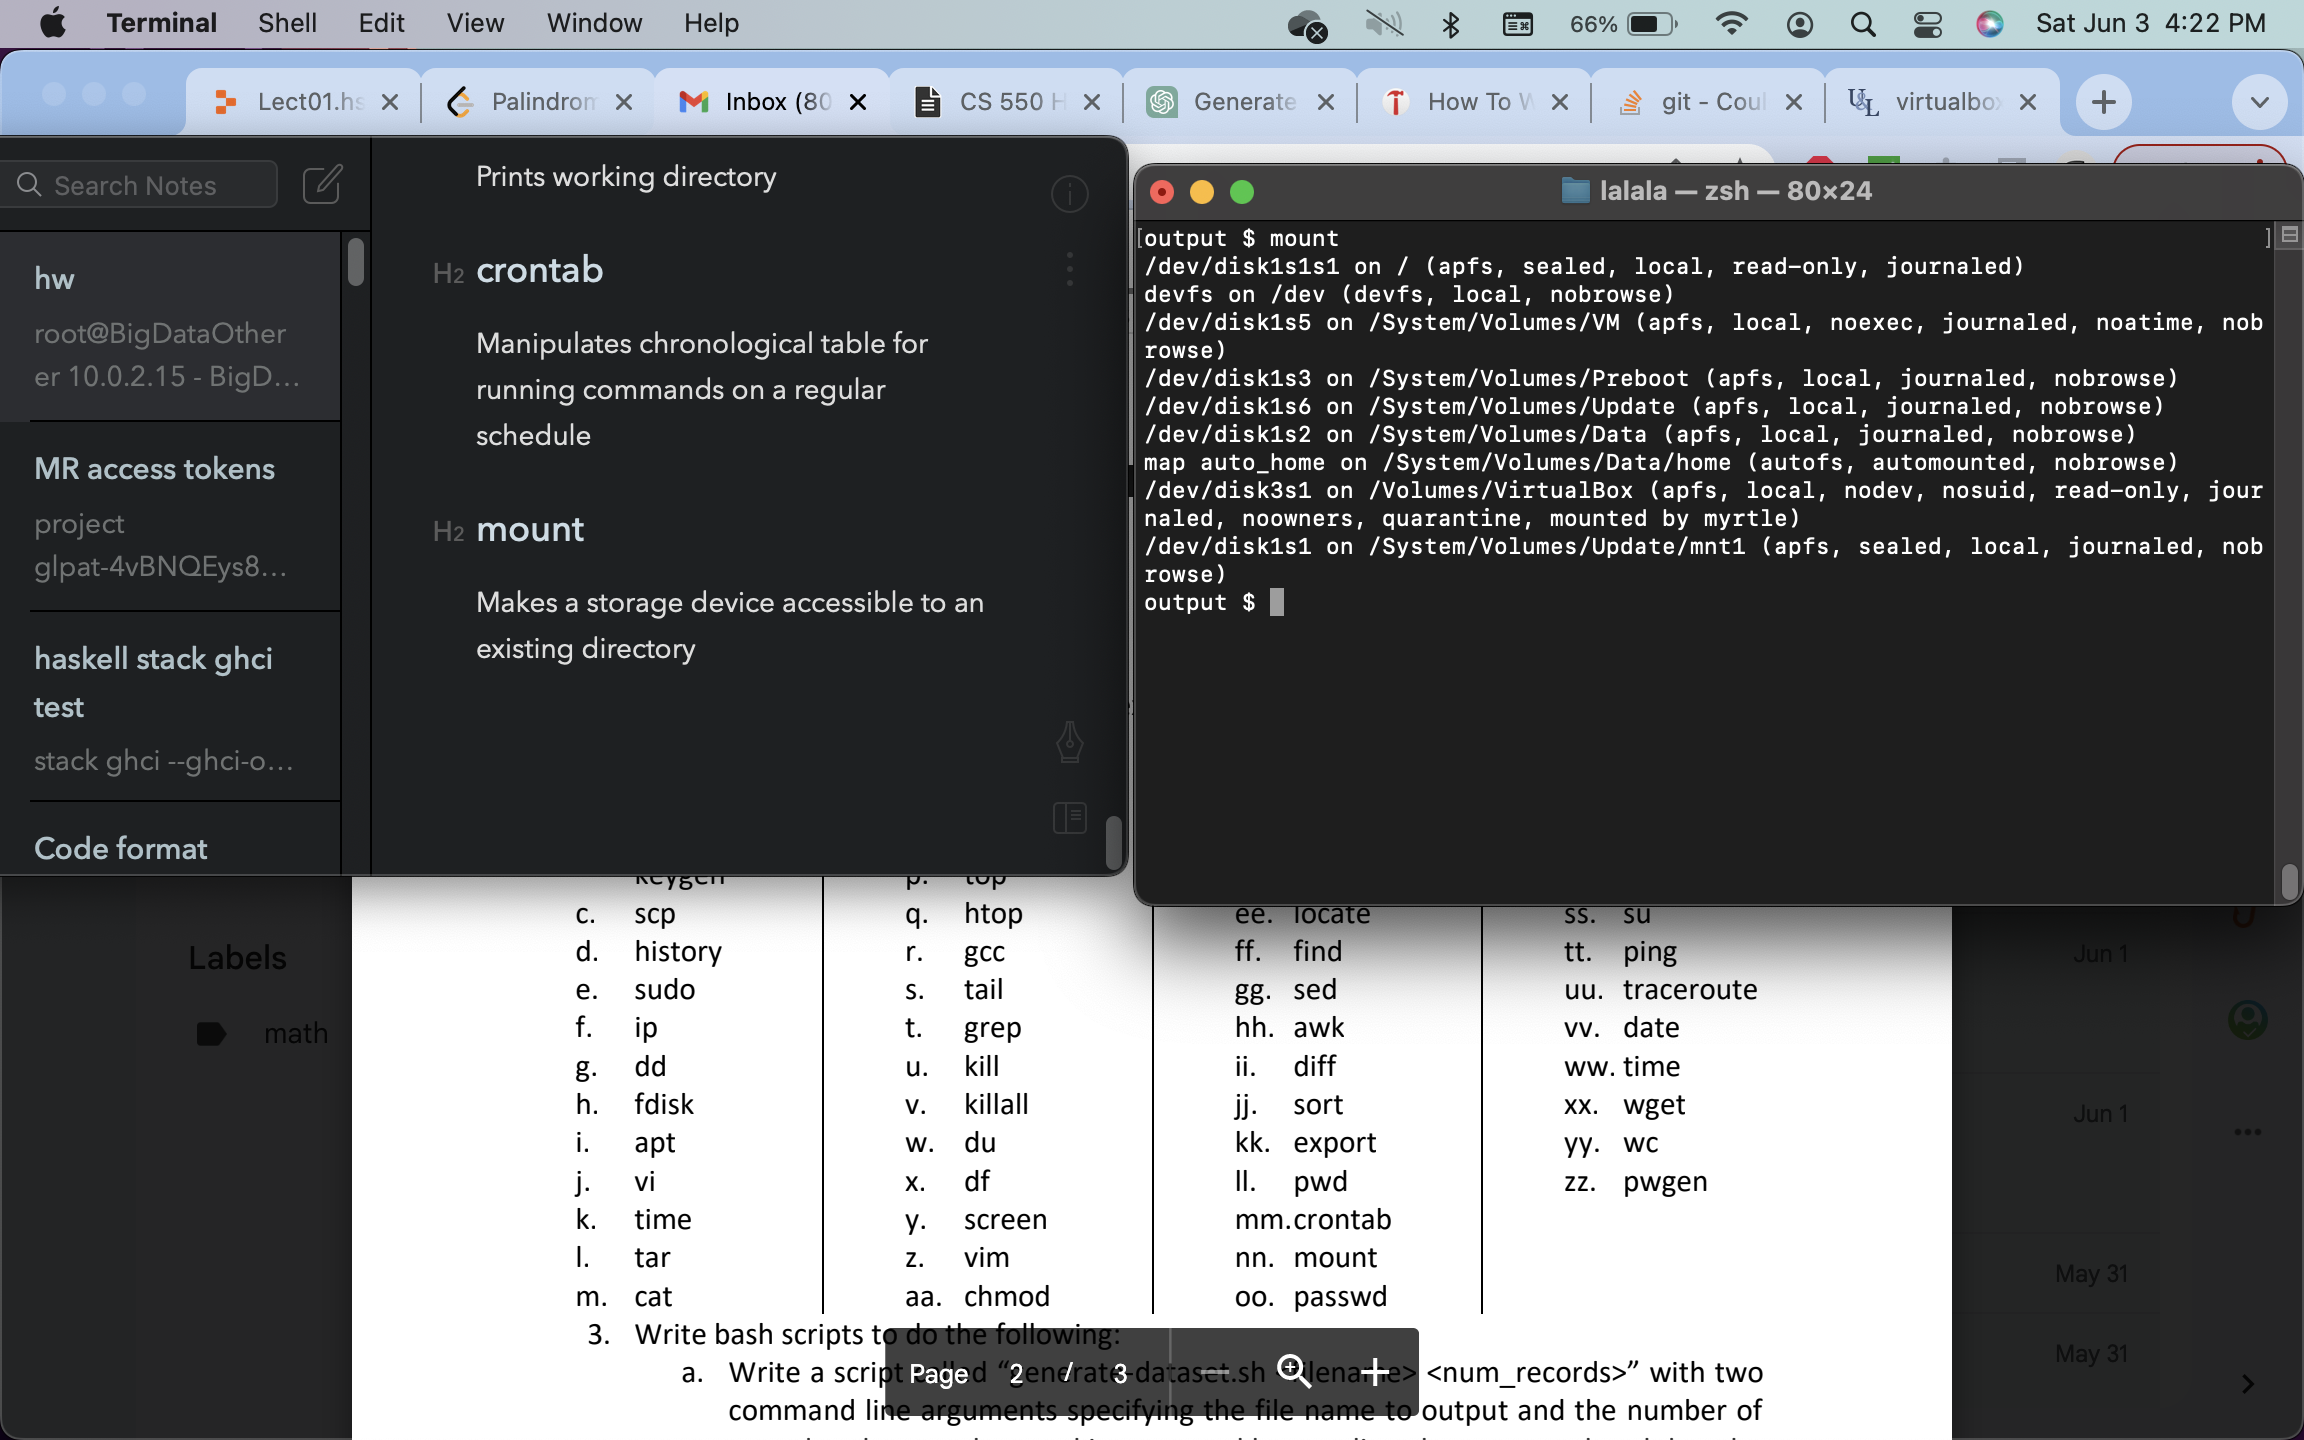 Terminal Shell Edit View Window Help 66% Sat Jun 3 4:22 PM
Lect01.hs Palindrom Inbox (80 CS 550 H Generate How To W git - Coul virtualbox
Search Notes
hw
root@BigDataOther
er 10.0.2.15 - BigD...
MR access tokens
project
glpat-4vBNQEys8...
haskell stack ghci
test
stack ghci --ghci-o...
Code format
Prints working directory
H2 crontab
Manipulates chronological table for
running commands on a regular
schedule
H2 mount
Makes a storage device accessible to an
existing directory
lalala — zsh — 80×24
[output $ mount ]
/dev/disk1s1s1 on / (apfs, sealed, local, read-only, journaled)
devfs on /dev (devfs, local, nobrowse)
/dev/disk1s5 on /System/Volumes/VM (apfs, local, noexec, journaled, noatime, nob
rowse)
/dev/disk1s3 on /System/Volumes/Preboot (apfs, local, journaled, nobrowse)
/dev/disk1s6 on /System/Volumes/Update (apfs, local, journaled, nobrowse)
/dev/disk1s2 on /System/Volumes/Data (apfs, local, journaled, nobrowse)
map auto_home on /System/Volumes/Data/home (autofs, automounted, nobrowse)
/dev/disk3s1 on /Volumes/VirtualBox (apfs, local, nodev, nosuid, read-only, jour
naled, noowners, quarantine, mounted by myrtle)
/dev/disk1s1 on /System/Volumes/Update/mnt1 (apfs, sealed, local, journaled, nob
rowse)
output $
Labels
math
keygen
c. scp
d. history
e. sudo
f. ip
g. dd
h. fdisk
i. apt
j. vi
k. time
l. tar
m. cat
p. top
q. htop
r. gcc
s. tail
t. grep
u. kill
v. killall
w. du
x. df
y. screen
z. vim
aa. chmod
ee. locate
ff. find
gg. sed
hh. awk
ii. diff
jj. sort
kk. export
ll. pwd
mm. crontab
nn. mount
oo. passwd
ss. su
tt. ping
uu. traceroute
vv. date
ww. time
xx. wget
yy. wc
zz. pwgen
3. Write bash scripts to do the following:
a. Write a script called “generate-dataset.sh <filename> <num_records>” with two
command line arguments specifying the file name to output and the number of
Page 2 / 3
Jun 1
Jun 1
May 31
May 31